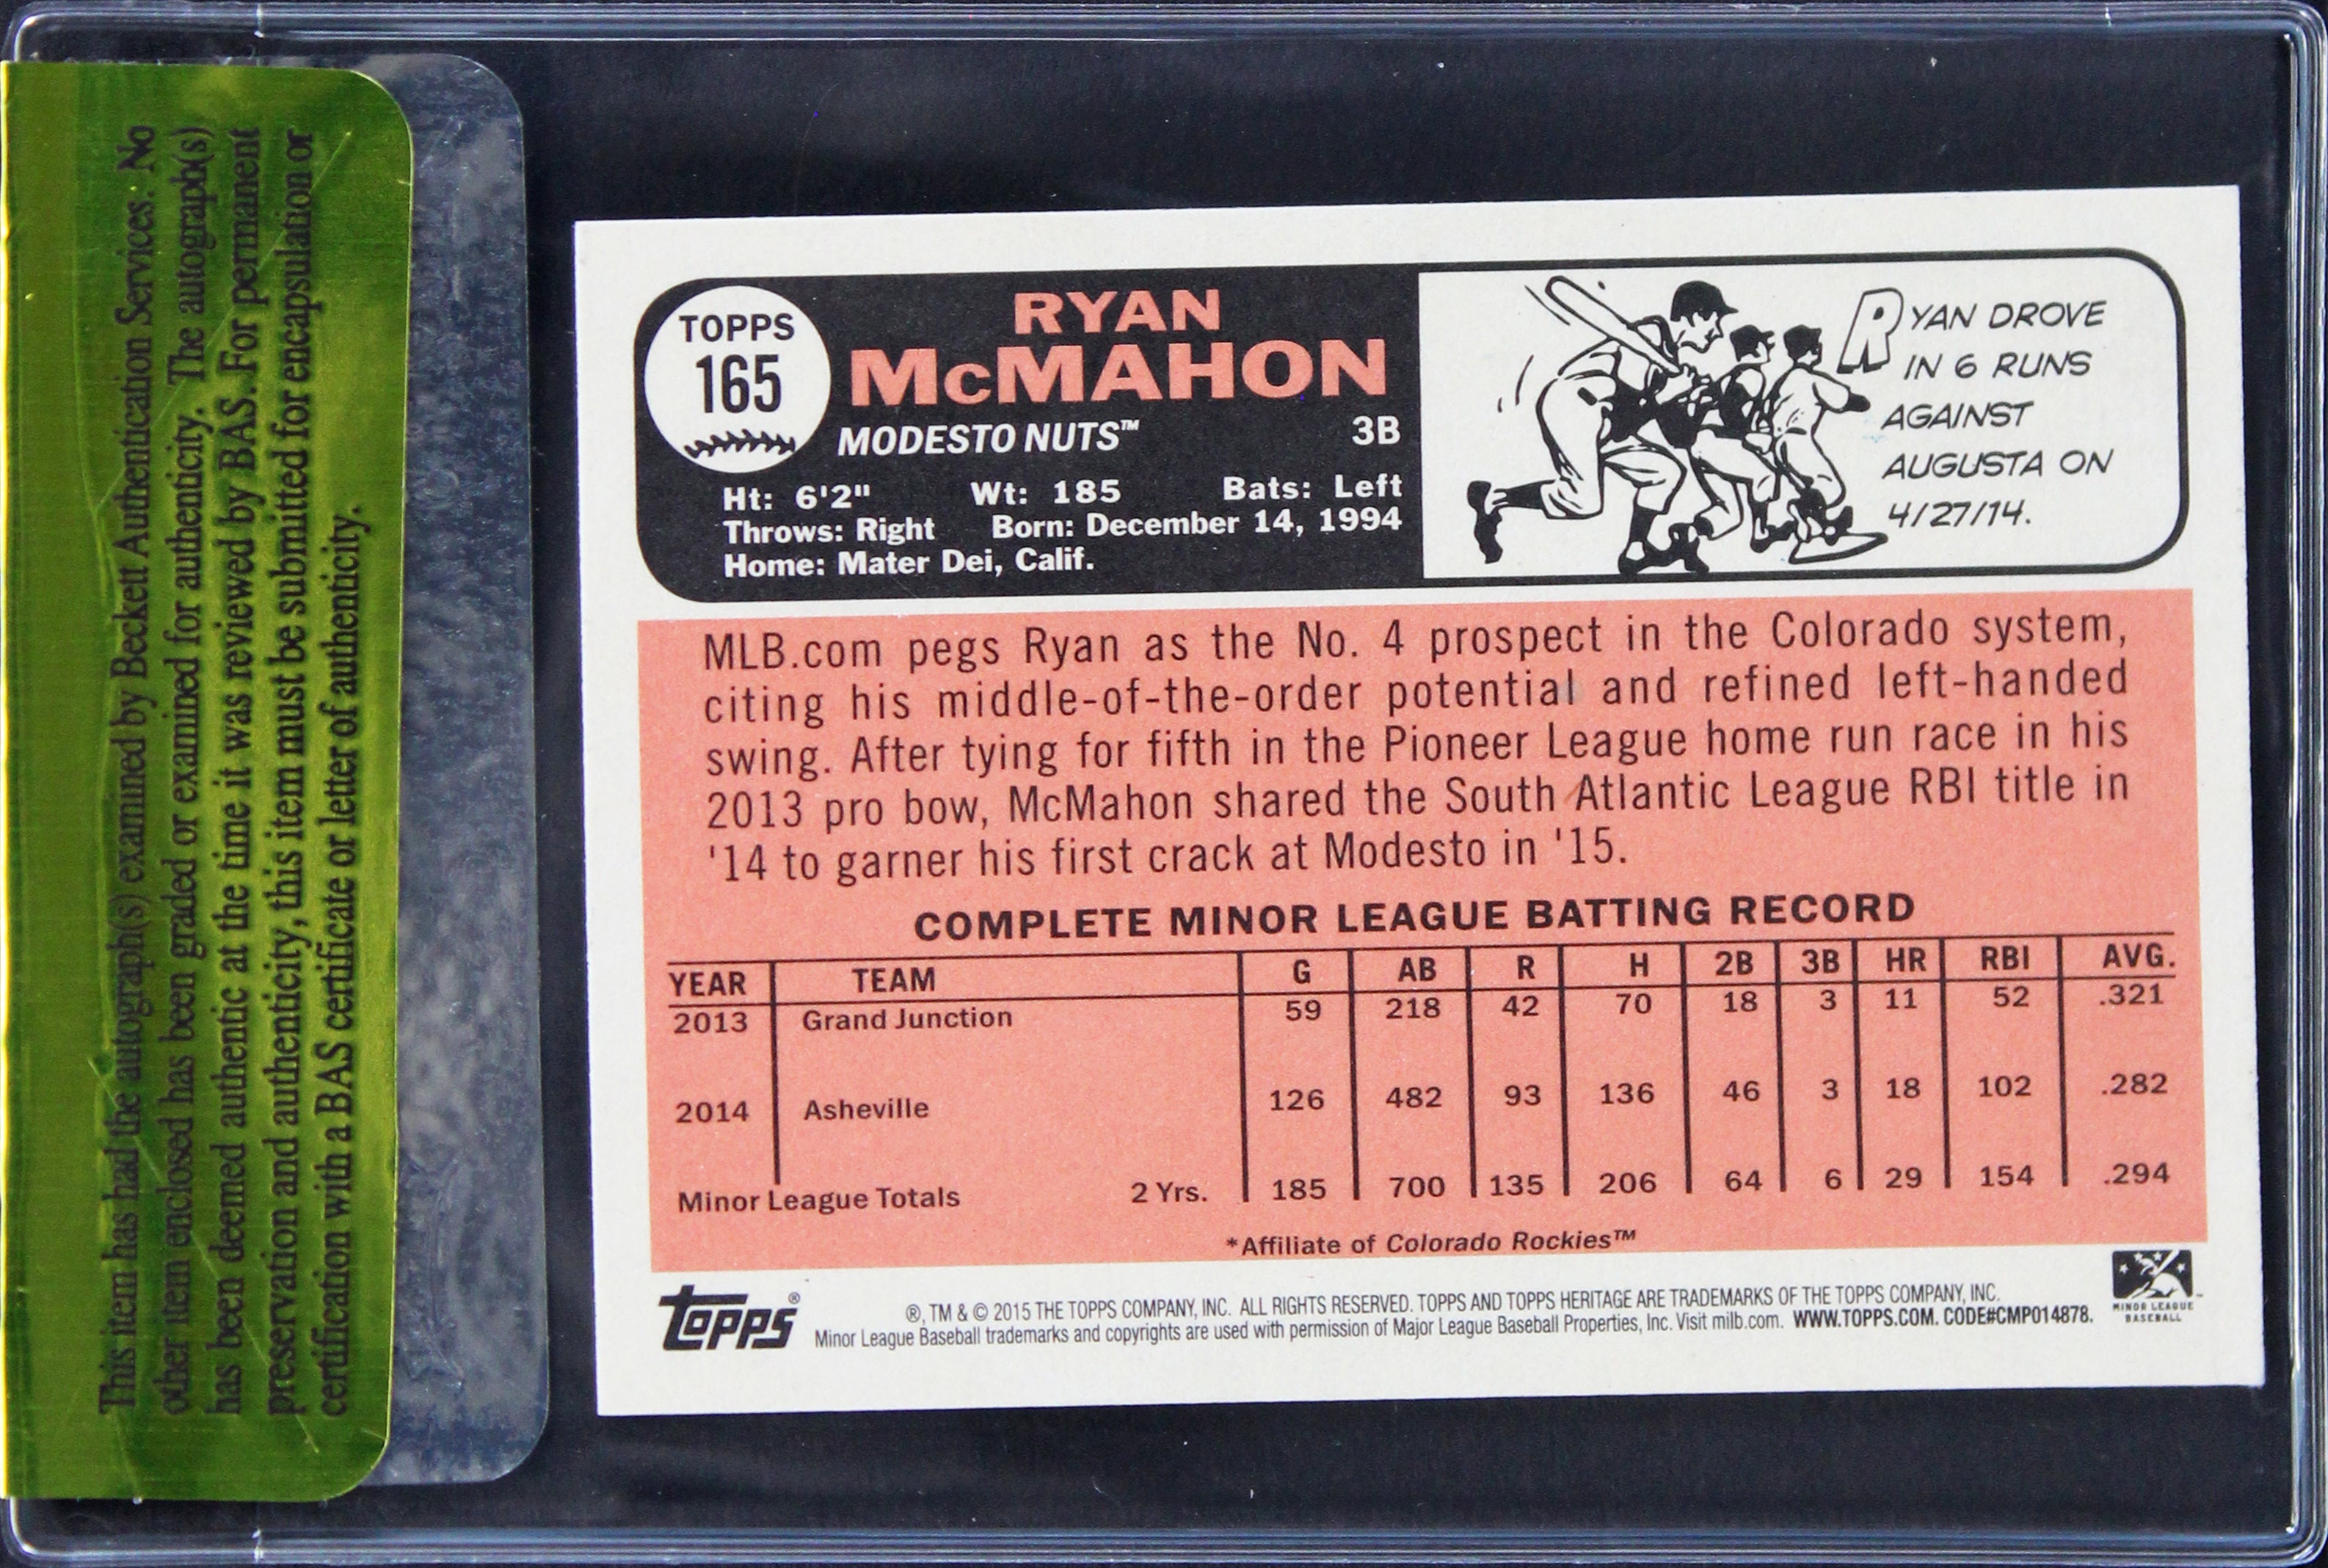 This item has had the autograph(s) examined by Beckett Authentication Services. No
other item enclosed has been graded or examined for authenticity. The autograph(s)
has been deemed authentic at the time it was reviewed by BAS. For permanent
preservation and authenticity, this item must be submitted for encapsulation or
certification with a BAS certificate or letter of authenticity.
TOPPS
165
RYAN
McMAHON
MODESTO NUTS™ 3B
Ht: 6'2" Wt: 185 Bats: Left
Throws: Right Born: December 14, 1994
Home: Mater Dei, Calif.
RYAN DROVE
IN 6 RUNS
AGAINST
AUGUSTA ON
4/27/14.
MLB.com pegs Ryan as the No. 4 prospect in the Colorado system,
citing his middle-of-the-order potential and refined left-handed
swing. After tying for fifth in the Pioneer League home run race in his
2013 pro bow, McMahon shared the South Atlantic League RBI title in
'14 to garner his first crack at Modesto in '15.
COMPLETE MINOR LEAGUE BATTING RECORD
YEAR TEAM G AB R H 2B 3B HR RBI AVG.
2013 Grand Junction 59 218 42 70 18 3 11 52 .321
2014 Asheville 126 482 93 136 46 3 18 102 .282
Minor League Totals 2 Yrs. 185 700 135 206 64 6 29 154 .294
*Affiliate of Colorado Rockies™
Topps®
®, TM & © 2015 THE TOPPS COMPANY, INC. ALL RIGHTS RESERVED. TOPPS AND TOPPS HERITAGE ARE TRADEMARKS OF THE TOPPS COMPANY, INC.
Minor League Baseball trademarks and copyrights are used with permission of Major League Baseball Properties, Inc. Visit milb.com. WWW.TOPPS.COM. CODE#CMP014878.
MINOR LEAGUE
BASEBALL